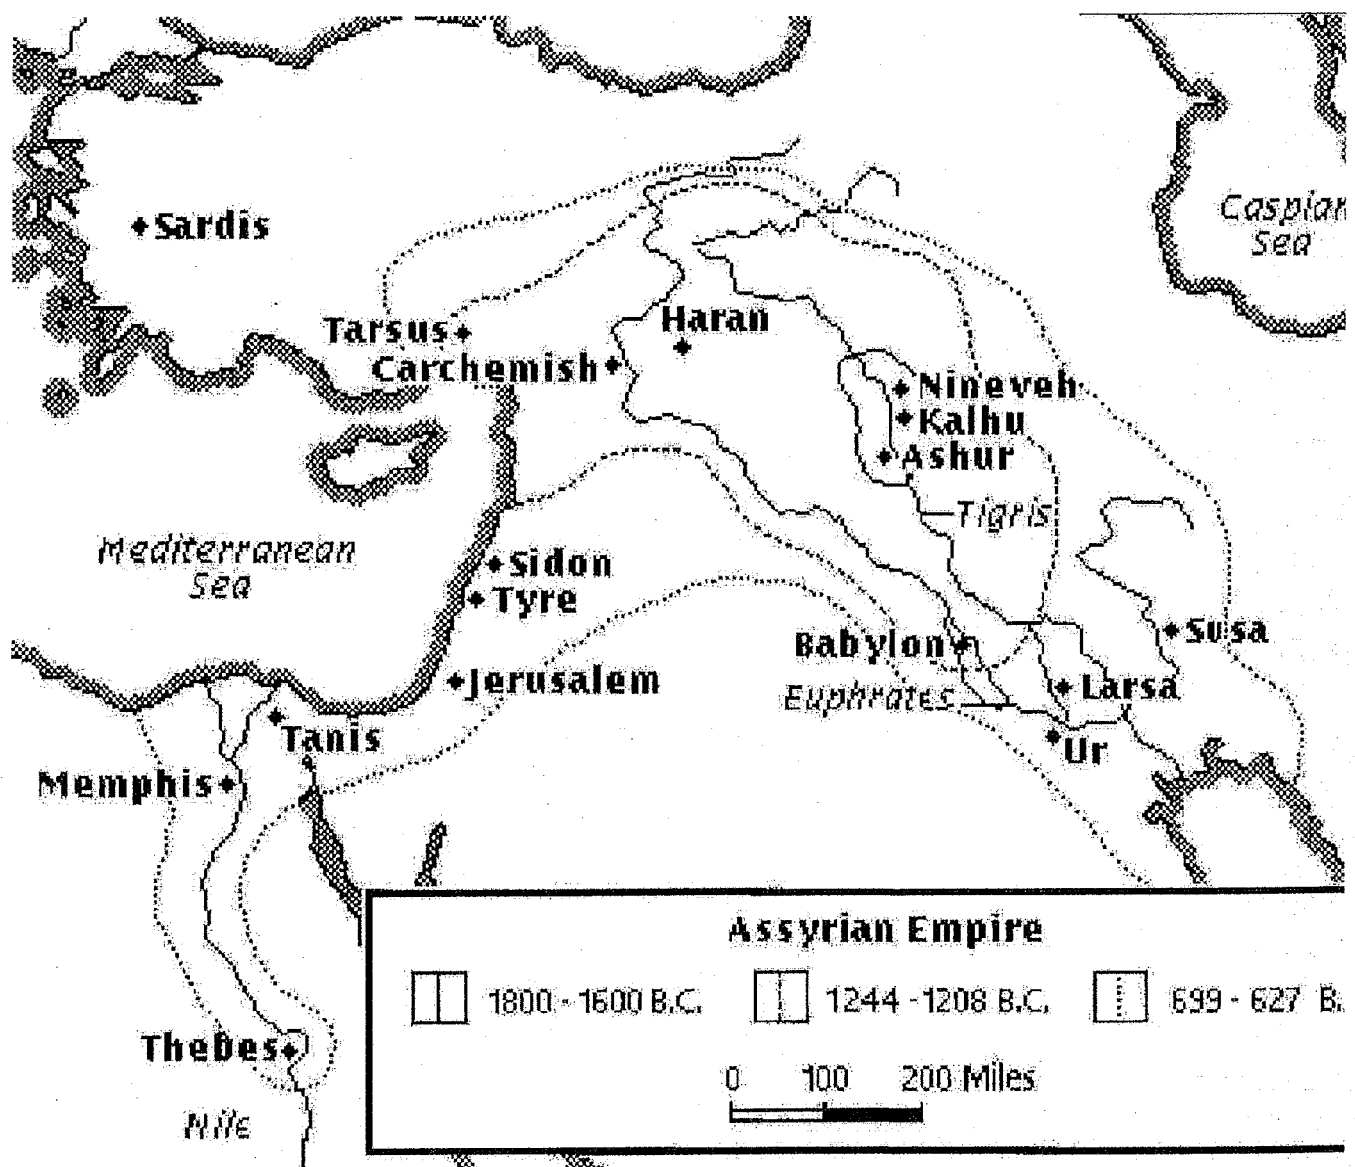 Caspian
Sea
Sardis
Tarsus
Haran
Carchemish
Nineveh
Kalhu
Ashur
Tigris
Mediterranean
Sea
Sidon
Tyre
Babylon
Susa
Jerusalem
Euphrates
Larsa
Tanis
Ur
Memphis
Assyrian Empire
1800 - 1600 B.C.
1244 - 1208 B.C.
699 - 627 B.
0 100 200 Miles
Thebes
Nile